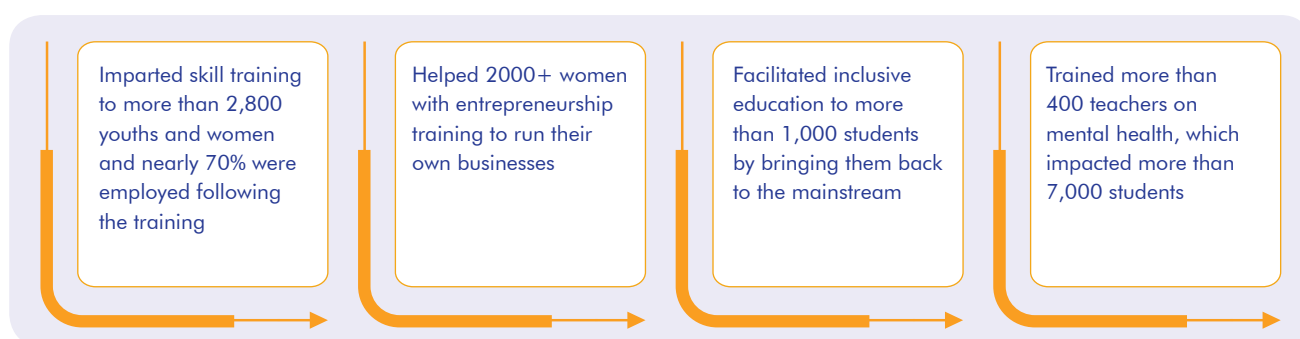 Imparted skill training
to more than 2,800
youths and women
and nearly 70% were
employed following
the training
Helped 2000+ women
with entrepreneurship
training to run their
own businesses
Facilitated inclusive
education to more
than 1,000 students
by bringing them back
to the mainstream
Trained more than
400 teachers on
mental health, which
impacted more than
7,000 students